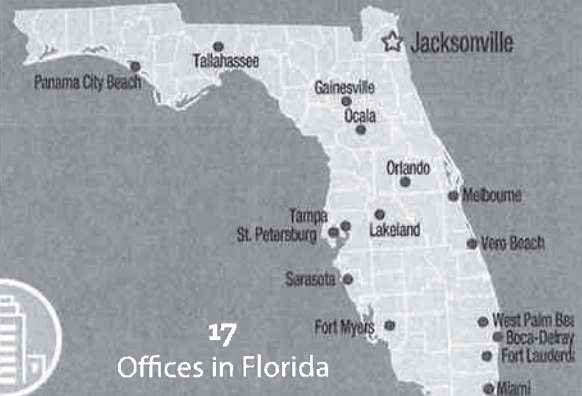 Jacksonville
Tallahassee
Panama City Beach
Gainesville
Ocala
Orlando
Melbourne
Tampa
St. Petersburg
Lakeland
Vero Beach
Sarasota
Fort Myers
West Palm Bea
Boca-Delray
Fort Lauderda
Miami
17
Offices in Florida